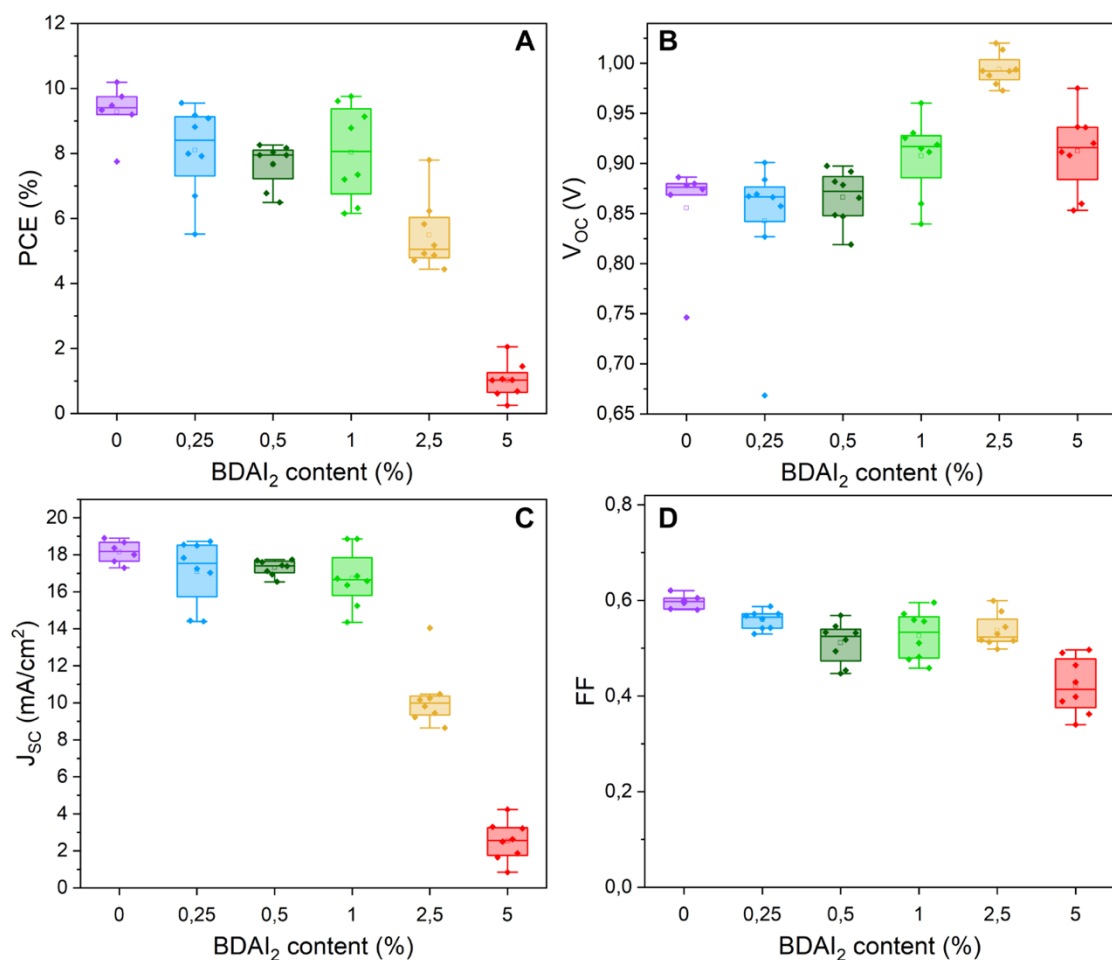 A
12
10
8
6
4
2
0
PCE (%)
0 0,25 0,5 1 2,5 5
BDAI₂ content (%)
B
1,00
0,95
0,90
0,85
0,80
0,75
0,70
0,65
V_OC (V)
0 0,25 0,5 1 2,5 5
BDAI₂ content (%)
C
20
18
16
14
12
10
8
6
4
2
0
J_SC (mA/cm²)
0 0,25 0,5 1 2,5 5
BDAI₂ content (%)
D
0,8
0,6
0,4
0,2
0,0
FF
0 0,25 0,5 1 2,5 5
BDAI₂ content (%)